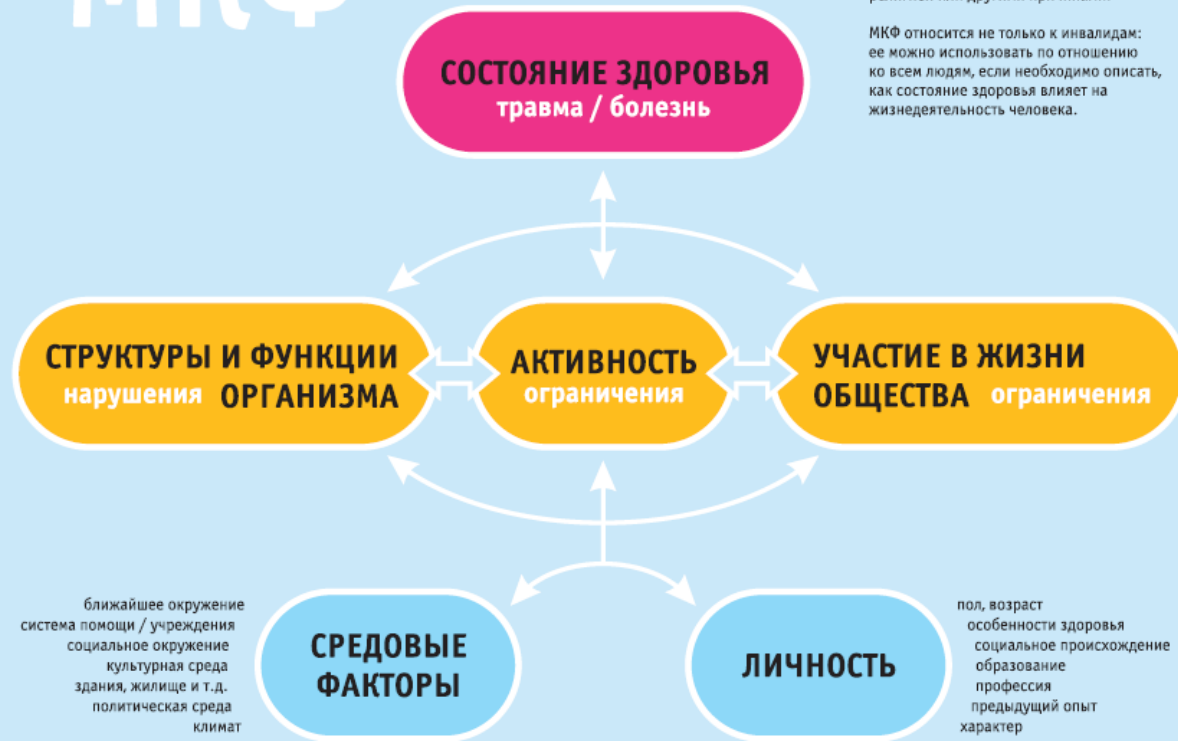 МКФ
МКФ относится не только к инвалидам:
ее можно использовать по отношению
ко всем людям, если необходимо описать,
как состояние здоровья влияет на
жизнедеятельность человека.
СОСТОЯНИЕ ЗДОРОВЬЯ
травма / болезнь
СТРУКТУРЫ И ФУНКЦИИ
нарушения ОРГАНИЗМА
АКТИВНОСТЬ
ограничения
УЧАСТИЕ В ЖИЗНИ
ОБЩЕСТВА ограничения
ближайшее окружение
система помощи / учреждения
социальное окружение
культурная среда
здания, жилище и т.д.
политическая среда
климат
СРЕДОВЫЕ
ФАКТОРЫ
ЛИЧНОСТЬ
пол, возраст
особенности здоровья
социальное происхождение
образование
профессия
предыдущий опыт
характер